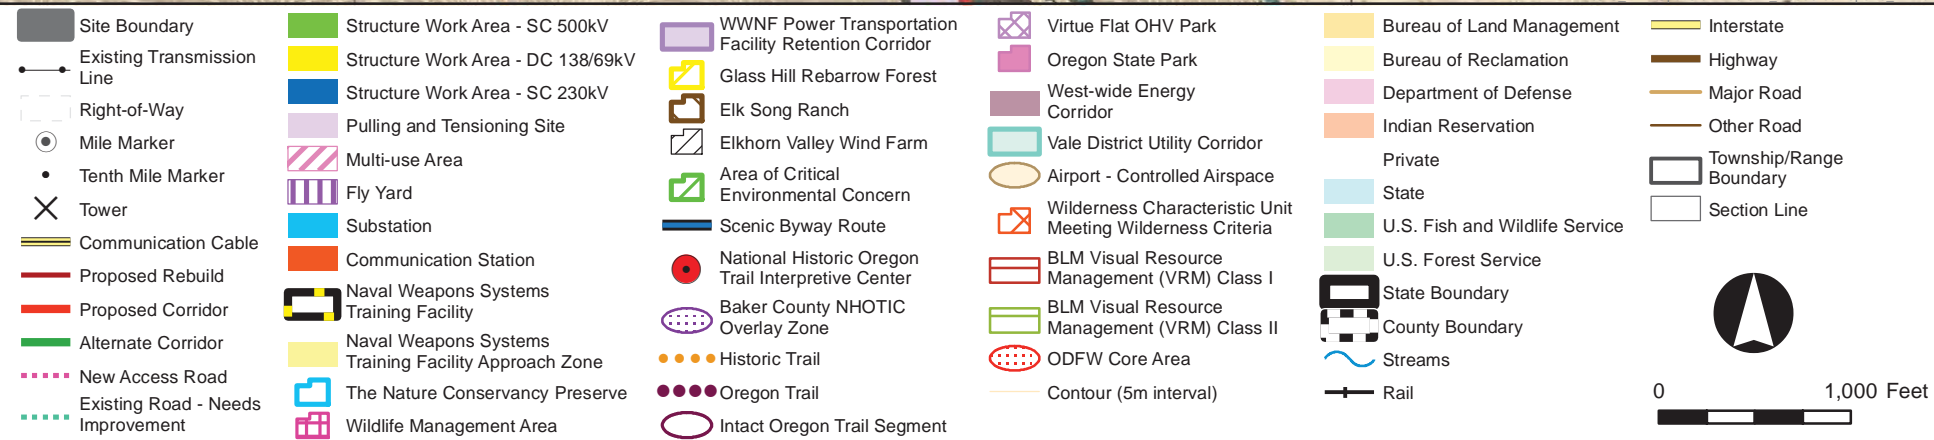 Site Boundary
Existing Transmission
Line
Right-of-Way
Mile Marker
Tenth Mile Marker
Tower
Communication Cable
Proposed Rebuild
Proposed Corridor
Alternate Corridor
New Access Road
Existing Road - Needs
Improvement
Structure Work Area - SC 500kV
Structure Work Area - DC 138/69kV
Structure Work Area - SC 230kV
Pulling and Tensioning Site
Multi-use Area
Fly Yard
Substation
Communication Station
Naval Weapons Systems
Training Facility
Naval Weapons Systems
Training Facility Approach Zone
The Nature Conservancy Preserve
Wildlife Management Area
WWNF Power Transportation
Facility Retention Corridor
Glass Hill Rebarrow Forest
Elk Song Ranch
Elkhorn Valley Wind Farm
Area of Critical
Environmental Concern
Scenic Byway Route
National Historic Oregon
Trail Interpretive Center
Baker County NHOTIC
Overlay Zone
Historic Trail
Oregon Trail
Intact Oregon Trail Segment
Virtue Flat OHV Park
Oregon State Park
West-wide Energy
Corridor
Vale District Utility Corridor
Airport - Controlled Airspace
Wilderness Characteristic Unit
Meeting Wilderness Criteria
BLM Visual Resource
Management (VRM) Class I
BLM Visual Resource
Management (VRM) Class II
ODFW Core Area
Contour (5m interval)
Bureau of Land Management
Bureau of Reclamation
Department of Defense
Indian Reservation
Private
State
U.S. Fish and Wildlife Service
U.S. Forest Service
State Boundary
County Boundary
Streams
Rail
Interstate
Highway
Major Road
Other Road
Township/Range
Boundary
Section Line
0 1,000 Feet